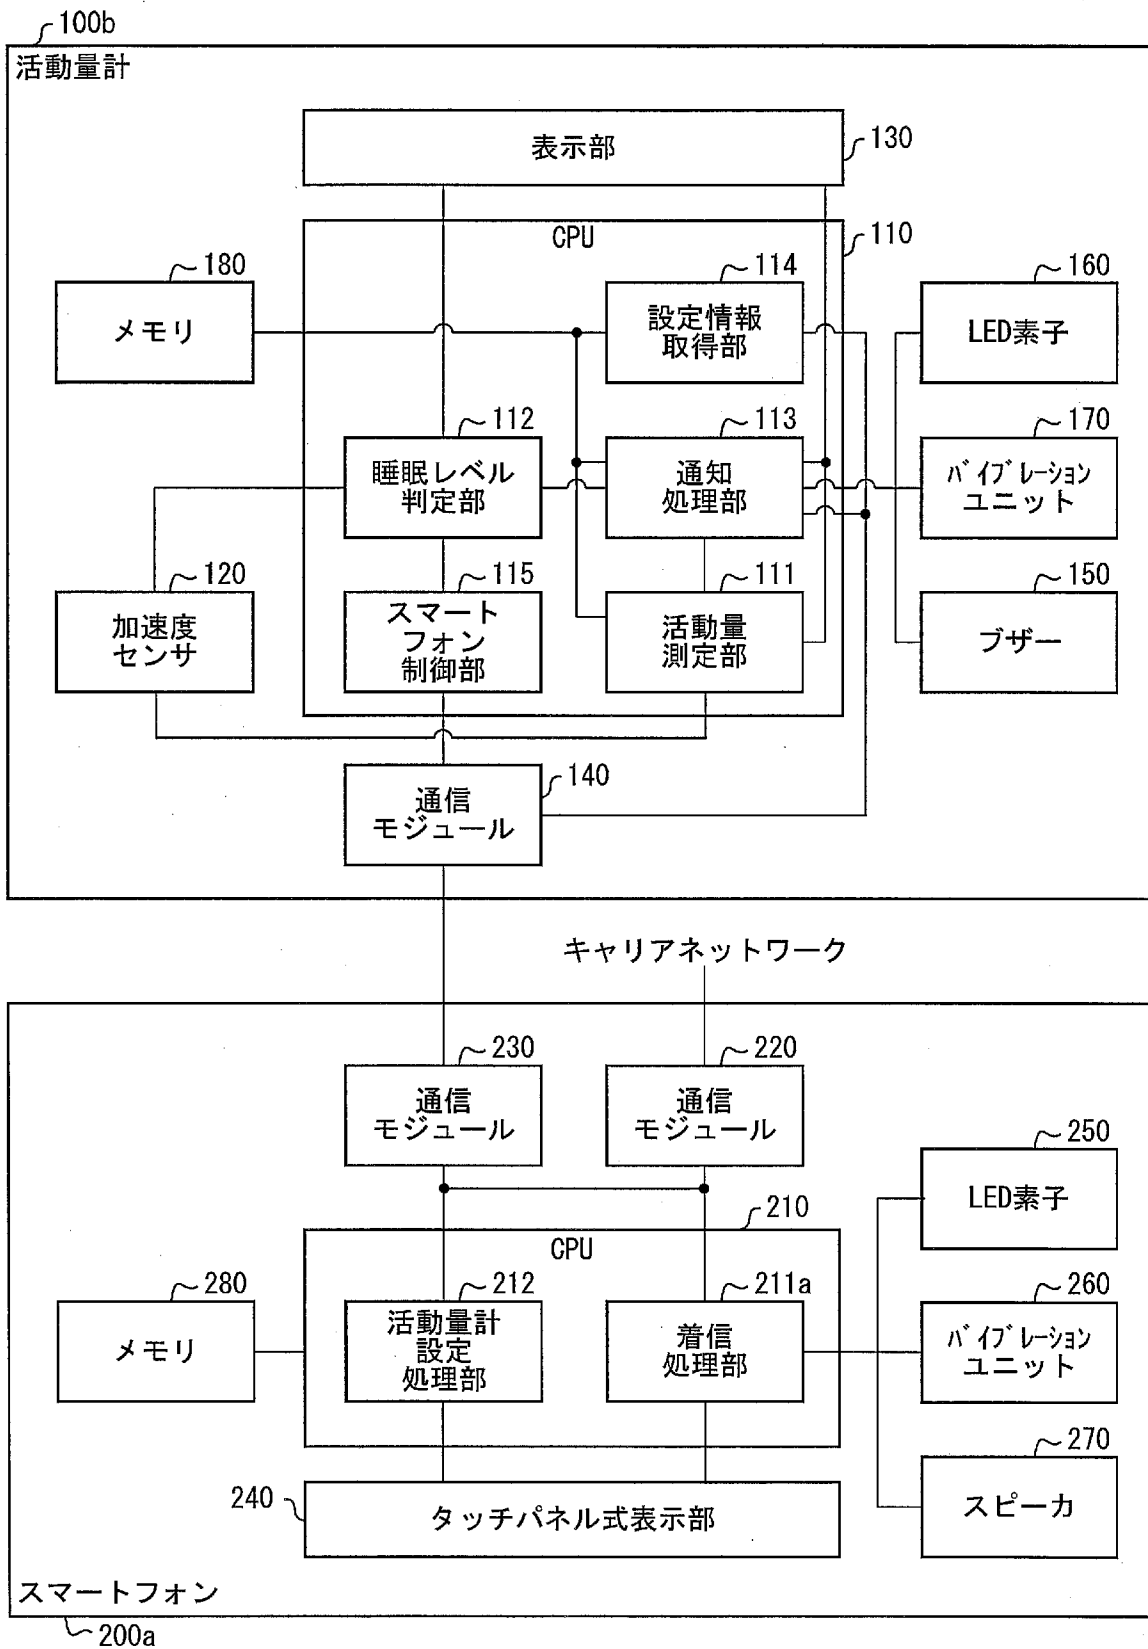 100b
活動量計
表示部
130
CPU
110
180
メモリ
114
設定情報
取得部
160
LED素子
112
睡眠レベル
判定部
113
通知
処理部
170
バイブレーション
ユニット
120
加速度
センサ
115
スマート
フォン
制御部
111
活動量
測定部
150
ブザー
140
通信
モジュール
キャリアネットワーク
230
通信
モジュール
220
通信
モジュール
250
LED素子
210
CPU
280
メモリ
212
活動量計
設定
処理部
211a
着信
処理部
260
バイブレーション
ユニット
270
スピーカ
240
タッチパネル式表示部
スマートフォン
200a